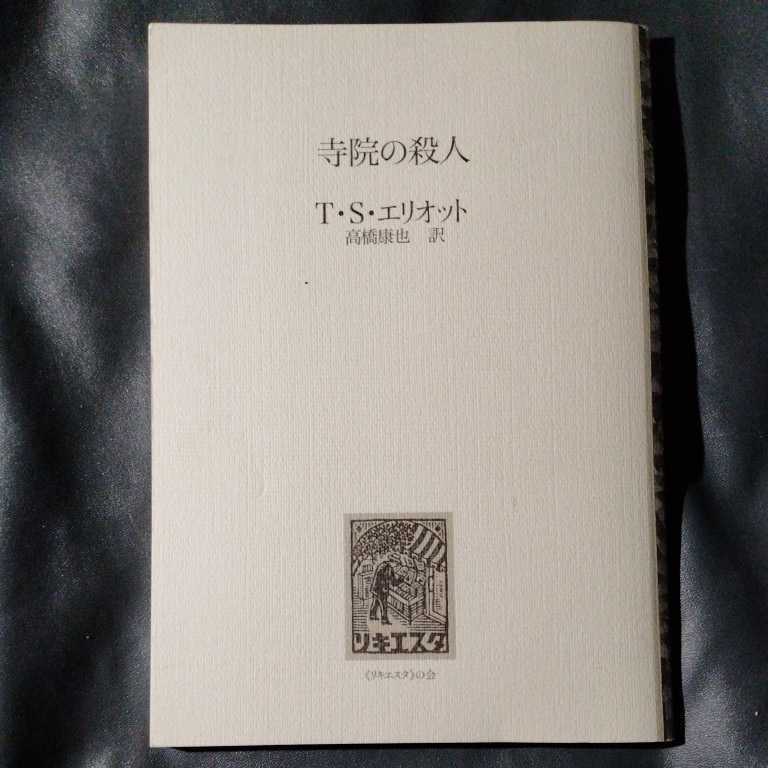 寺院の殺人
T・S・エリオット
高橋康也 訳
リキエスタ
《リキエスタ》の会